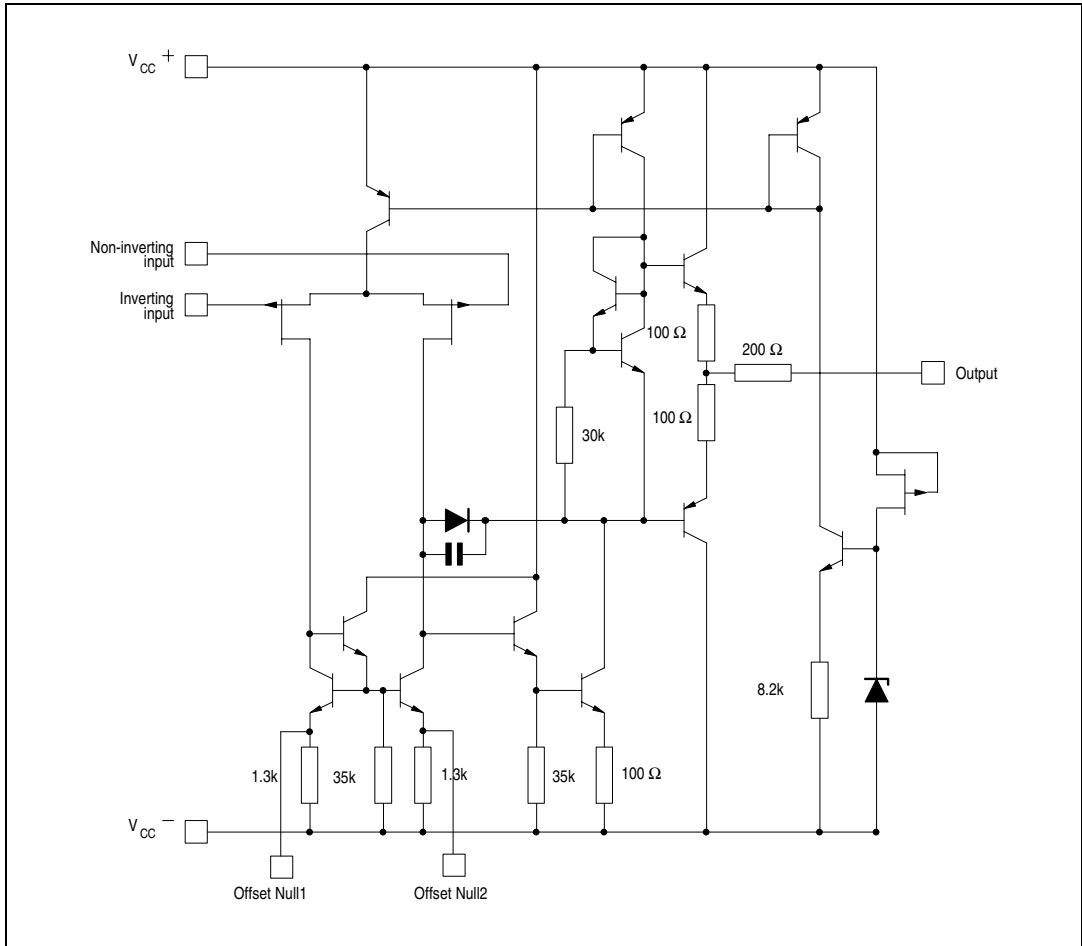 V CC +
Non-inverting
input
Inverting
input
100 Ω
200 Ω
Output
100 Ω
30k
8.2k
1.3k
35k
1.3k
35k
100 Ω
V CC −
Offset Null1
Offset Null2